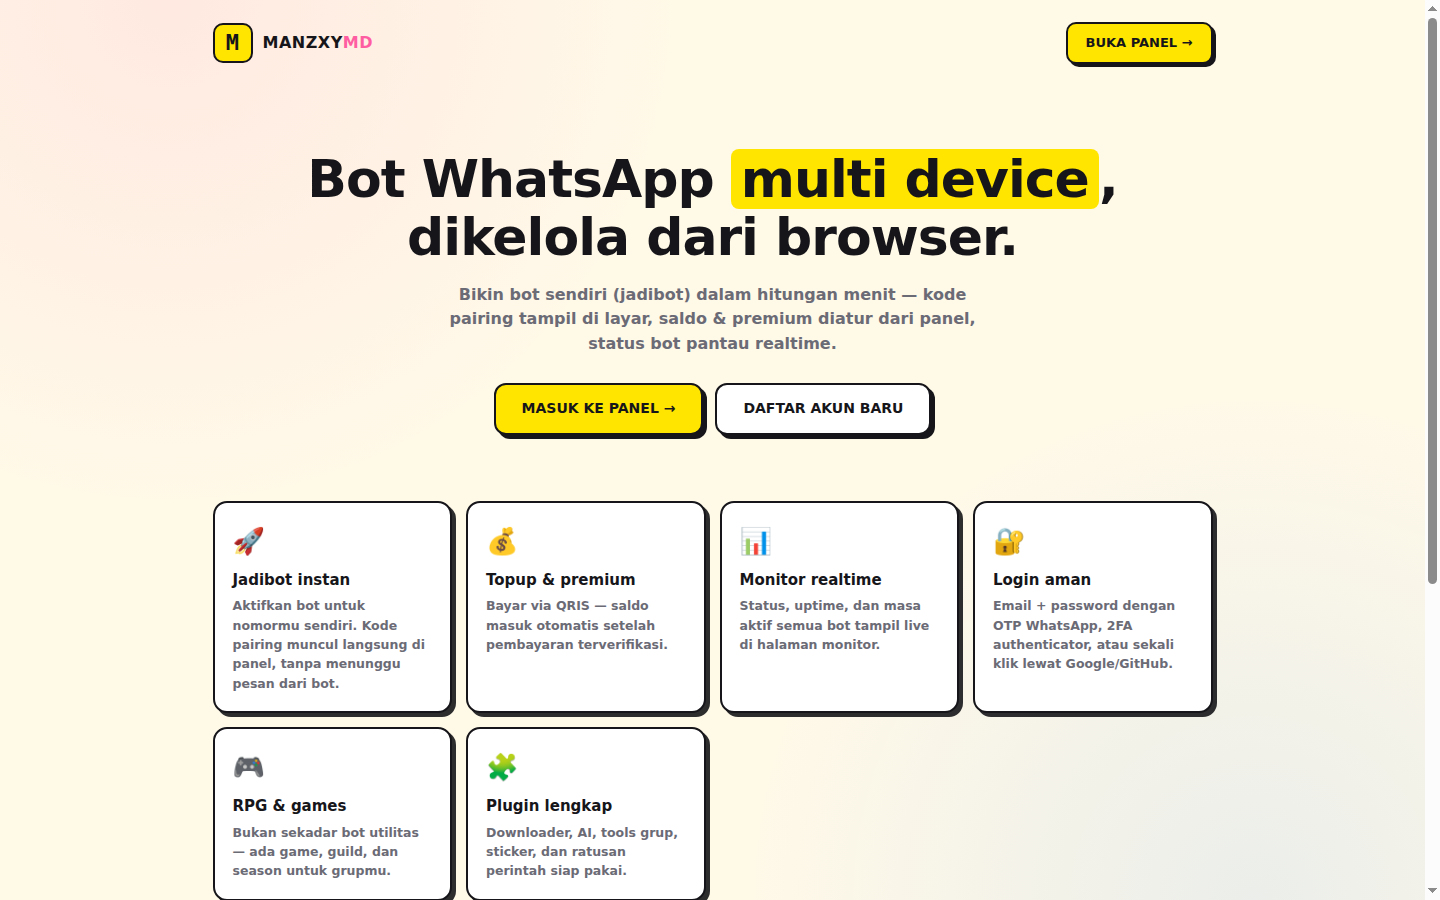 M MANZXYMD
BUKA PANEL →
Bot WhatsApp multi device,
dikelola dari browser.
Bikin bot sendiri (jadibot) dalam hitungan menit — kode
pairing tampil di layar, saldo & premium diatur dari panel,
status bot pantau realtime.
MASUK KE PANEL →
DAFTAR AKUN BARU
Jadibot instan
Aktifkan bot untuk
nomormu sendiri. Kode
pairing muncul langsung di
panel, tanpa menunggu
pesan dari bot.
Topup & premium
Bayar via QRIS — saldo
masuk otomatis setelah
pembayaran terverifikasi.
Monitor realtime
Status, uptime, dan masa
aktif semua bot tampil live
di halaman monitor.
Login aman
Email + password dengan
OTP WhatsApp, 2FA
authenticator, atau sekali
klik lewat Google/GitHub.
RPG & games
Bukan sekadar bot utilitas
— ada game, guild, dan
season untuk grupmu.
Plugin lengkap
Downloader, AI, tools grup,
sticker, dan ratusan
perintah siap pakai.